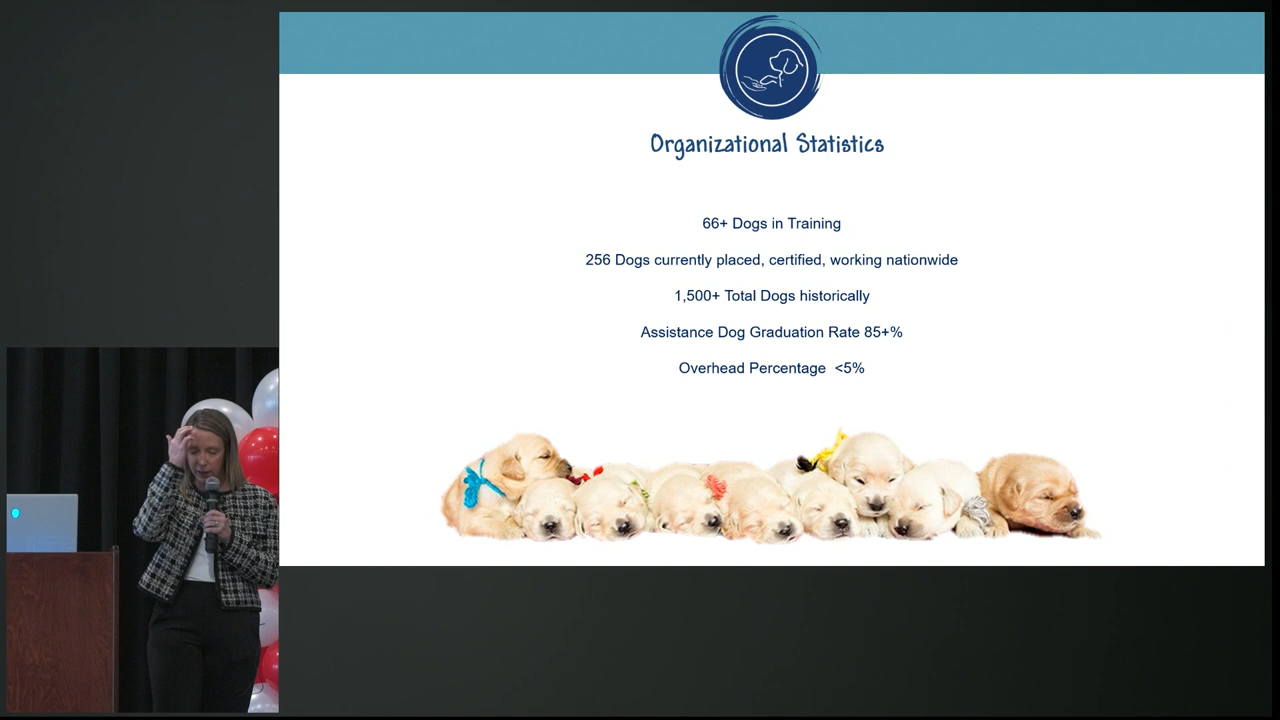 Organizational Statistics
66+ Dogs in Training
256 Dogs currently placed, certified, working nationwide
1,500+ Total Dogs historically
Assistance Dog Graduation Rate 85+%
Overhead Percentage <5%